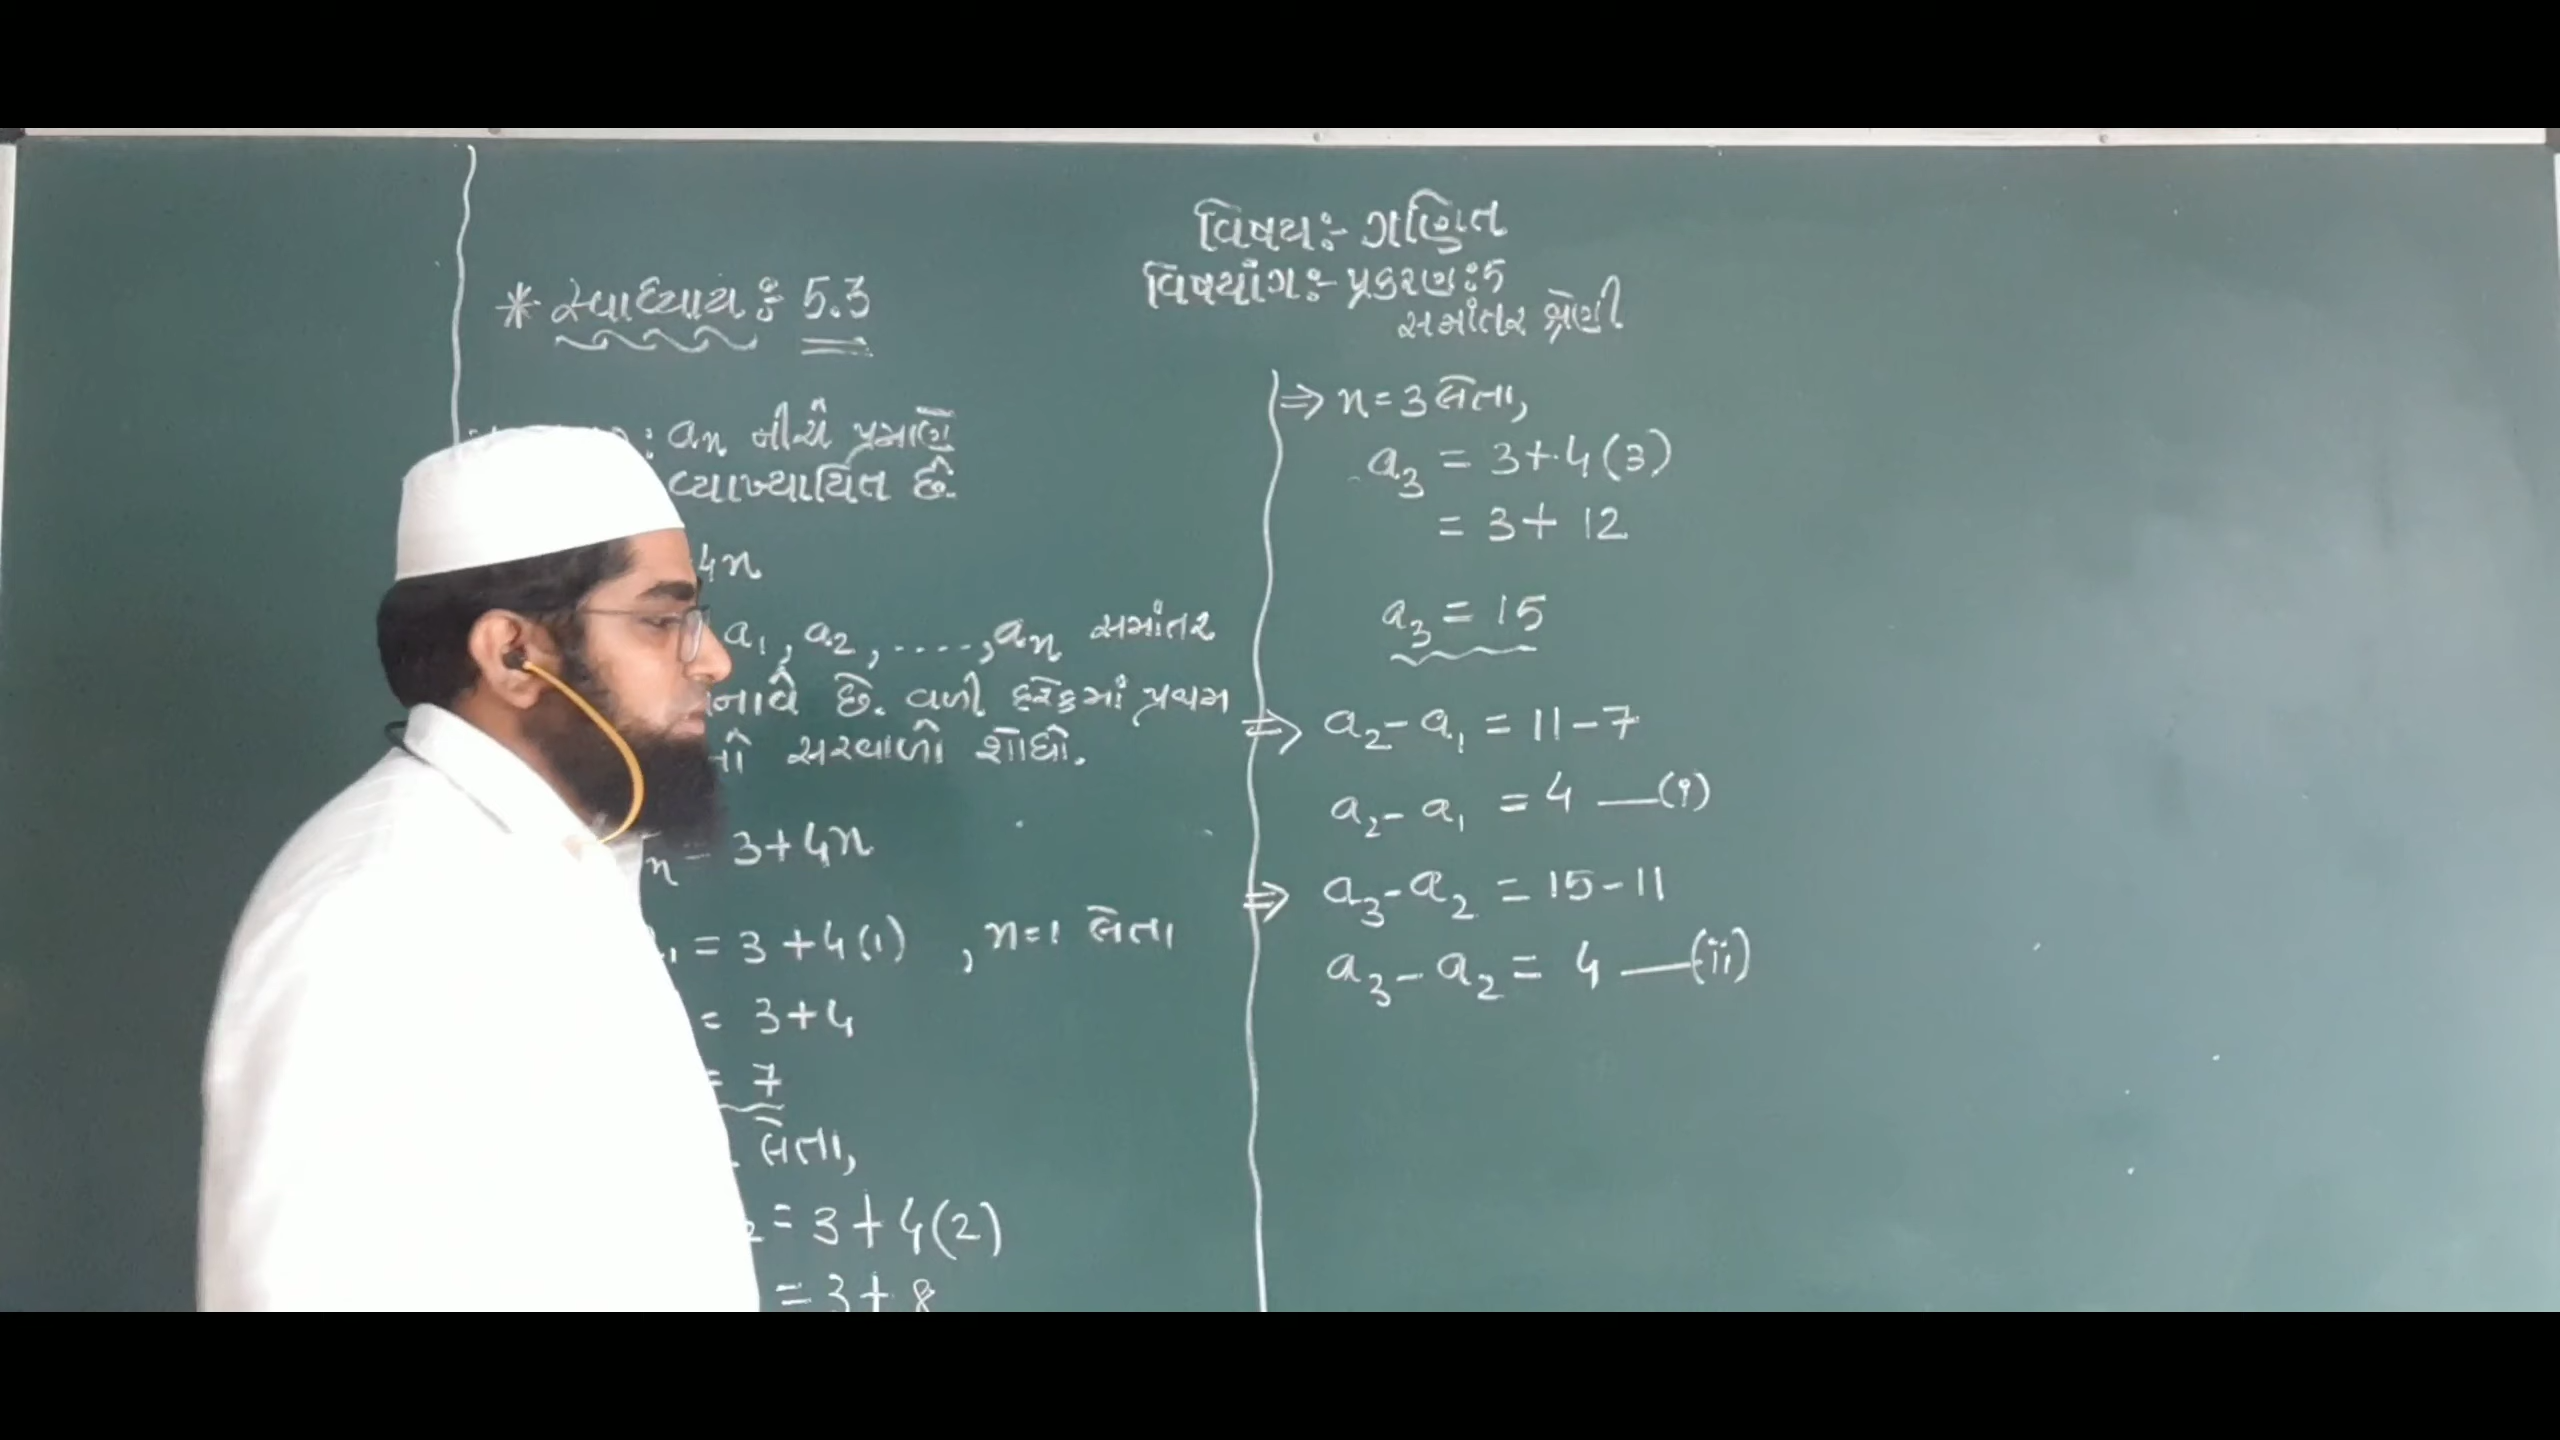 વિષય:- ગણિત
વિષયાંગ:- પ્રકરણ:5
સમાંતર શ્રેણી
* સ્વાધ્યાય: 5.3
: an નીચે પ્રમાણે
વ્યાખ્યાયિત છે.
4n
a1, a2, ...., an સમાંતર
નાવે છે. વળી દરેકમાં પ્રથમ
નો સરવાળો શોધો.
n = 3+4n
1 = 3+4(1) , n=1 લેતા
= 3+4
= 7
લેતા,
2 = 3+4(2)
= 3+8
⇒ n=3 લેતા,
a3 = 3+4(3)
= 3+12
a3 = 15
⇒ a2-a1 = 11-7
a2-a1 = 4 —(i)
⇒ a3-a2 = 15-11
a3-a2 = 4 —(ii)